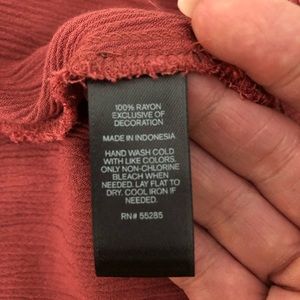 100% RAYON
EXCLUSIVE OF
DECORATION
MADE IN INDONESIA
HAND WASH COLD
WITH LIKE COLORS.
ONLY NON-CHLORINE
BLEACH WHEN
NEEDED. LAY FLAT TO
DRY. COOL IRON IF
NEEDED.
RN# 55285